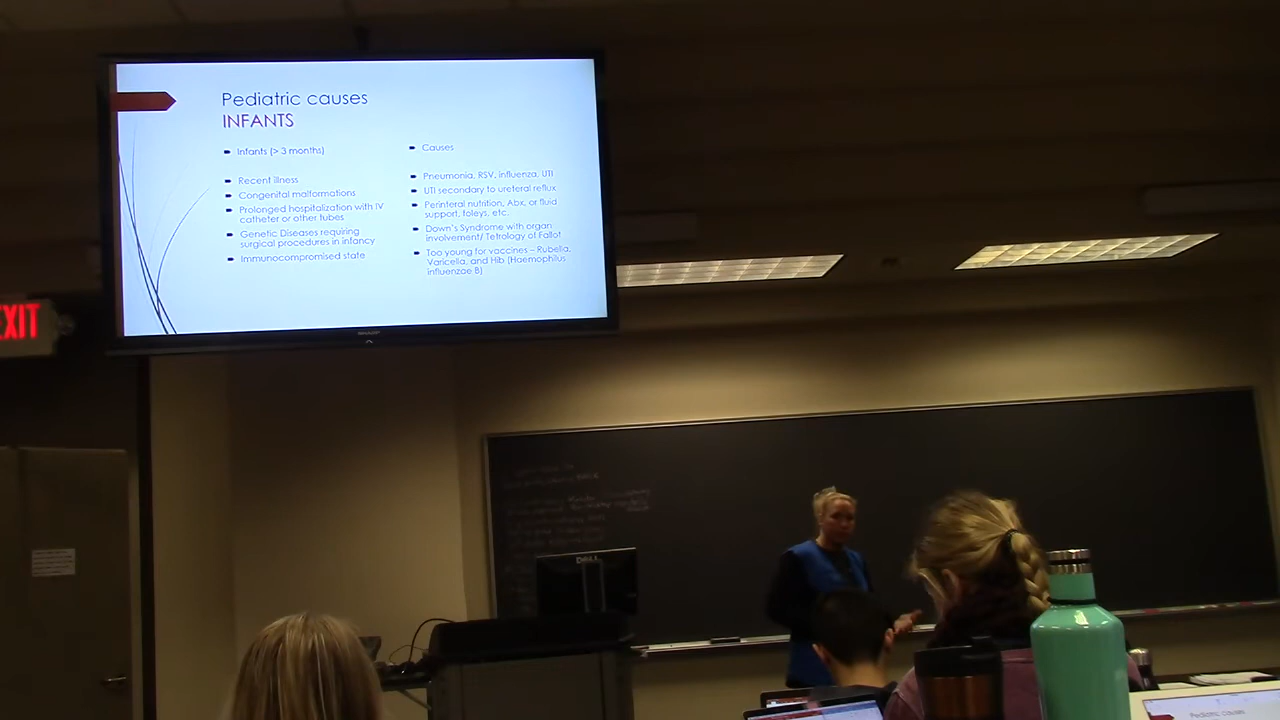 Pediatric causes
INFANTS
Infants (> 3 months)
Recent illness
Congenital malformations
Prolonged hospitalization with IV
catheter or other tubes
Genetic Diseases requiring
surgical procedures in infancy
Immunocompromised state
Causes
Pneumonia, RSV, influenza, UTI
UTI secondary to ureteral reflux
Perinteral nutrition, Abx, or fluid
support, foleys, etc.
Down's Syndrome with organ
involvement/ Tetrology of Fallot
Too young for vaccines – Rubella,
Varicella, and Hib (Haemophilus
influenzae B)
SHARP
EXIT
DELL
Pediatric causes